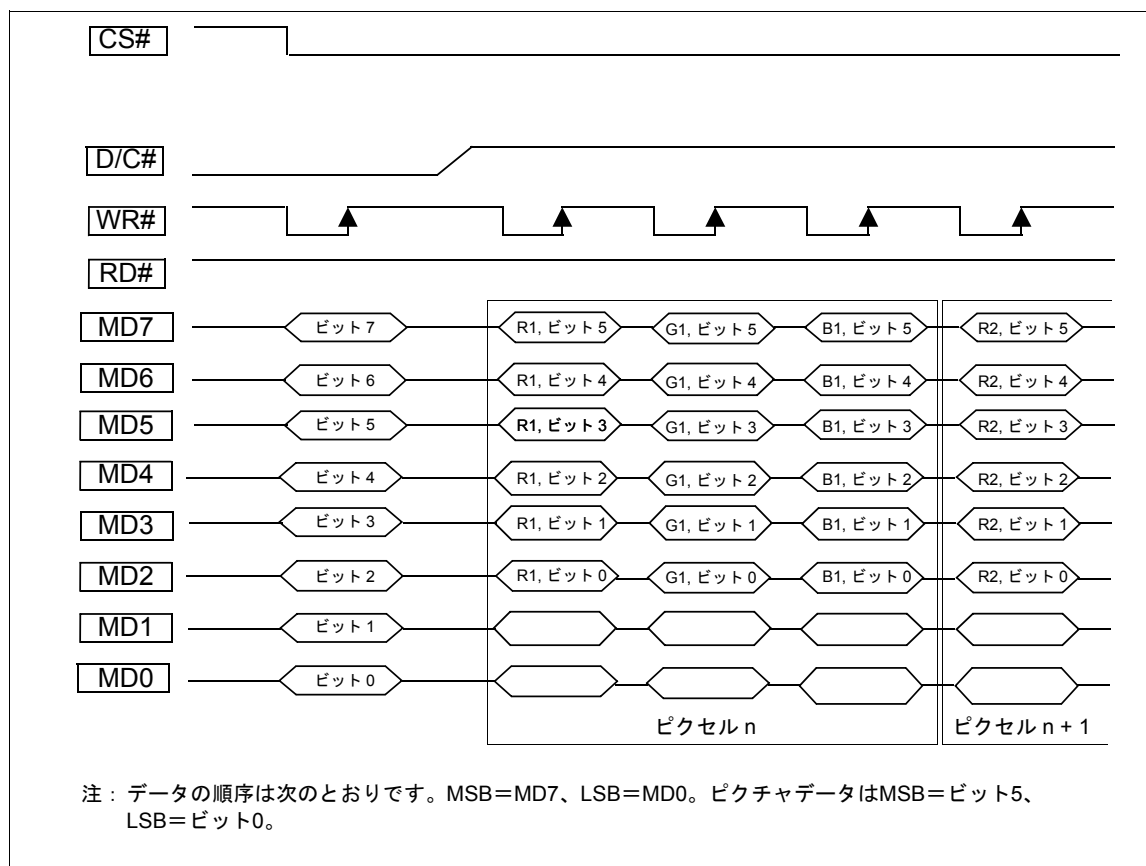 CS#
D/C#
WR#
RD#
MD7 ビット 7 R1, ビット 5 G1, ビット 5 B1, ビット 5 R2, ビット 5
MD6 ビット 6 R1, ビット 4 G1, ビット 4 B1, ビット 4 R2, ビット 4
MD5 ビット 5 R1, ビット 3 G1, ビット 3 B1, ビット 3 R2, ビット 3
MD4 ビット 4 R1, ビット 2 G1, ビット 2 B1, ビット 2 R2, ビット 2
MD3 ビット 3 R1, ビット 1 G1, ビット 1 B1, ビット 1 R2, ビット 1
MD2 ビット 2 R1, ビット 0 G1, ビット 0 B1, ビット 0 R2, ビット 0
MD1 ビット 1
MD0 ビット 0
ピクセル n ピクセル n + 1
注 : データの順序は次のとおりです。MSB=MD7、LSB=MD0。ピクチャデータはMSB=ビット5、
LSB=ビット0。